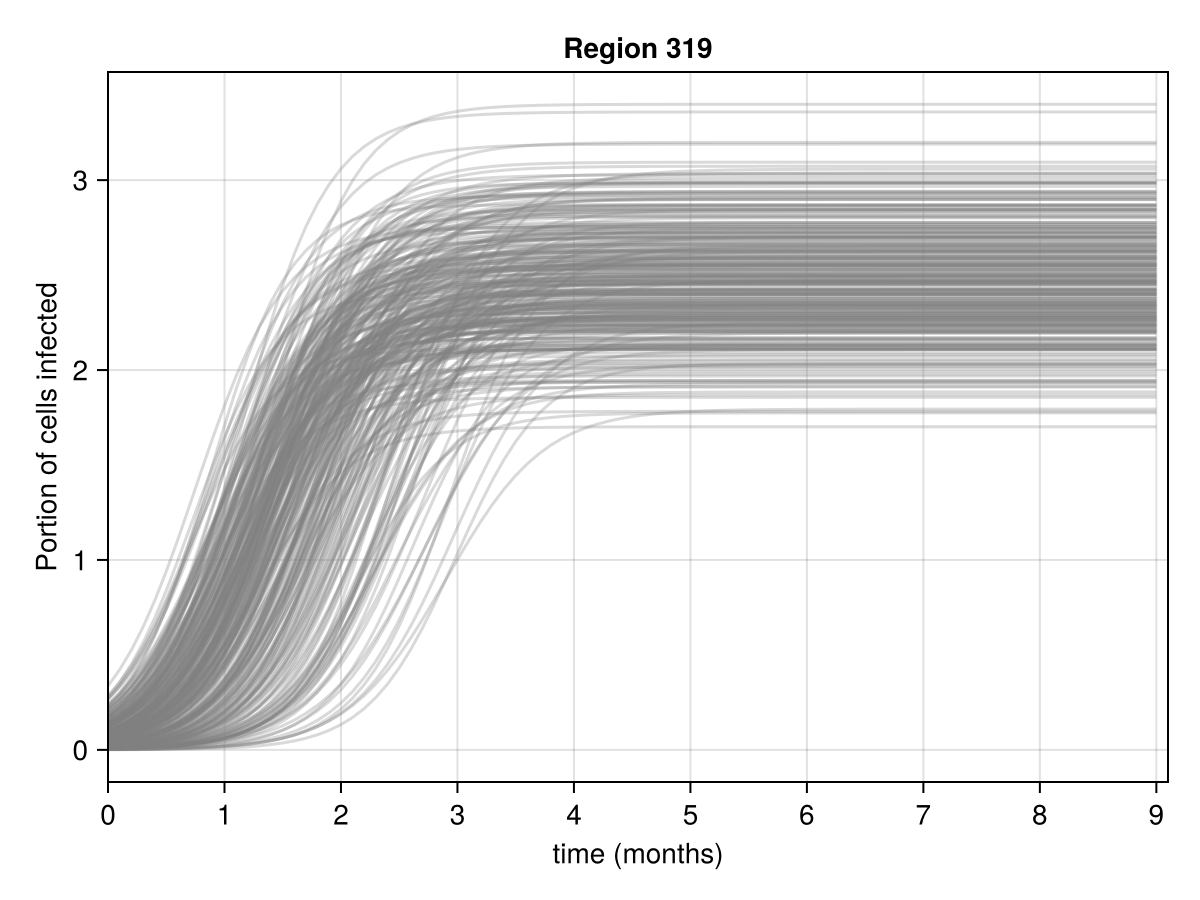 Region 319
Portion of cells infected
3
2
1
0
0 1 2 3 4 5 6 7 8 9
time (months)